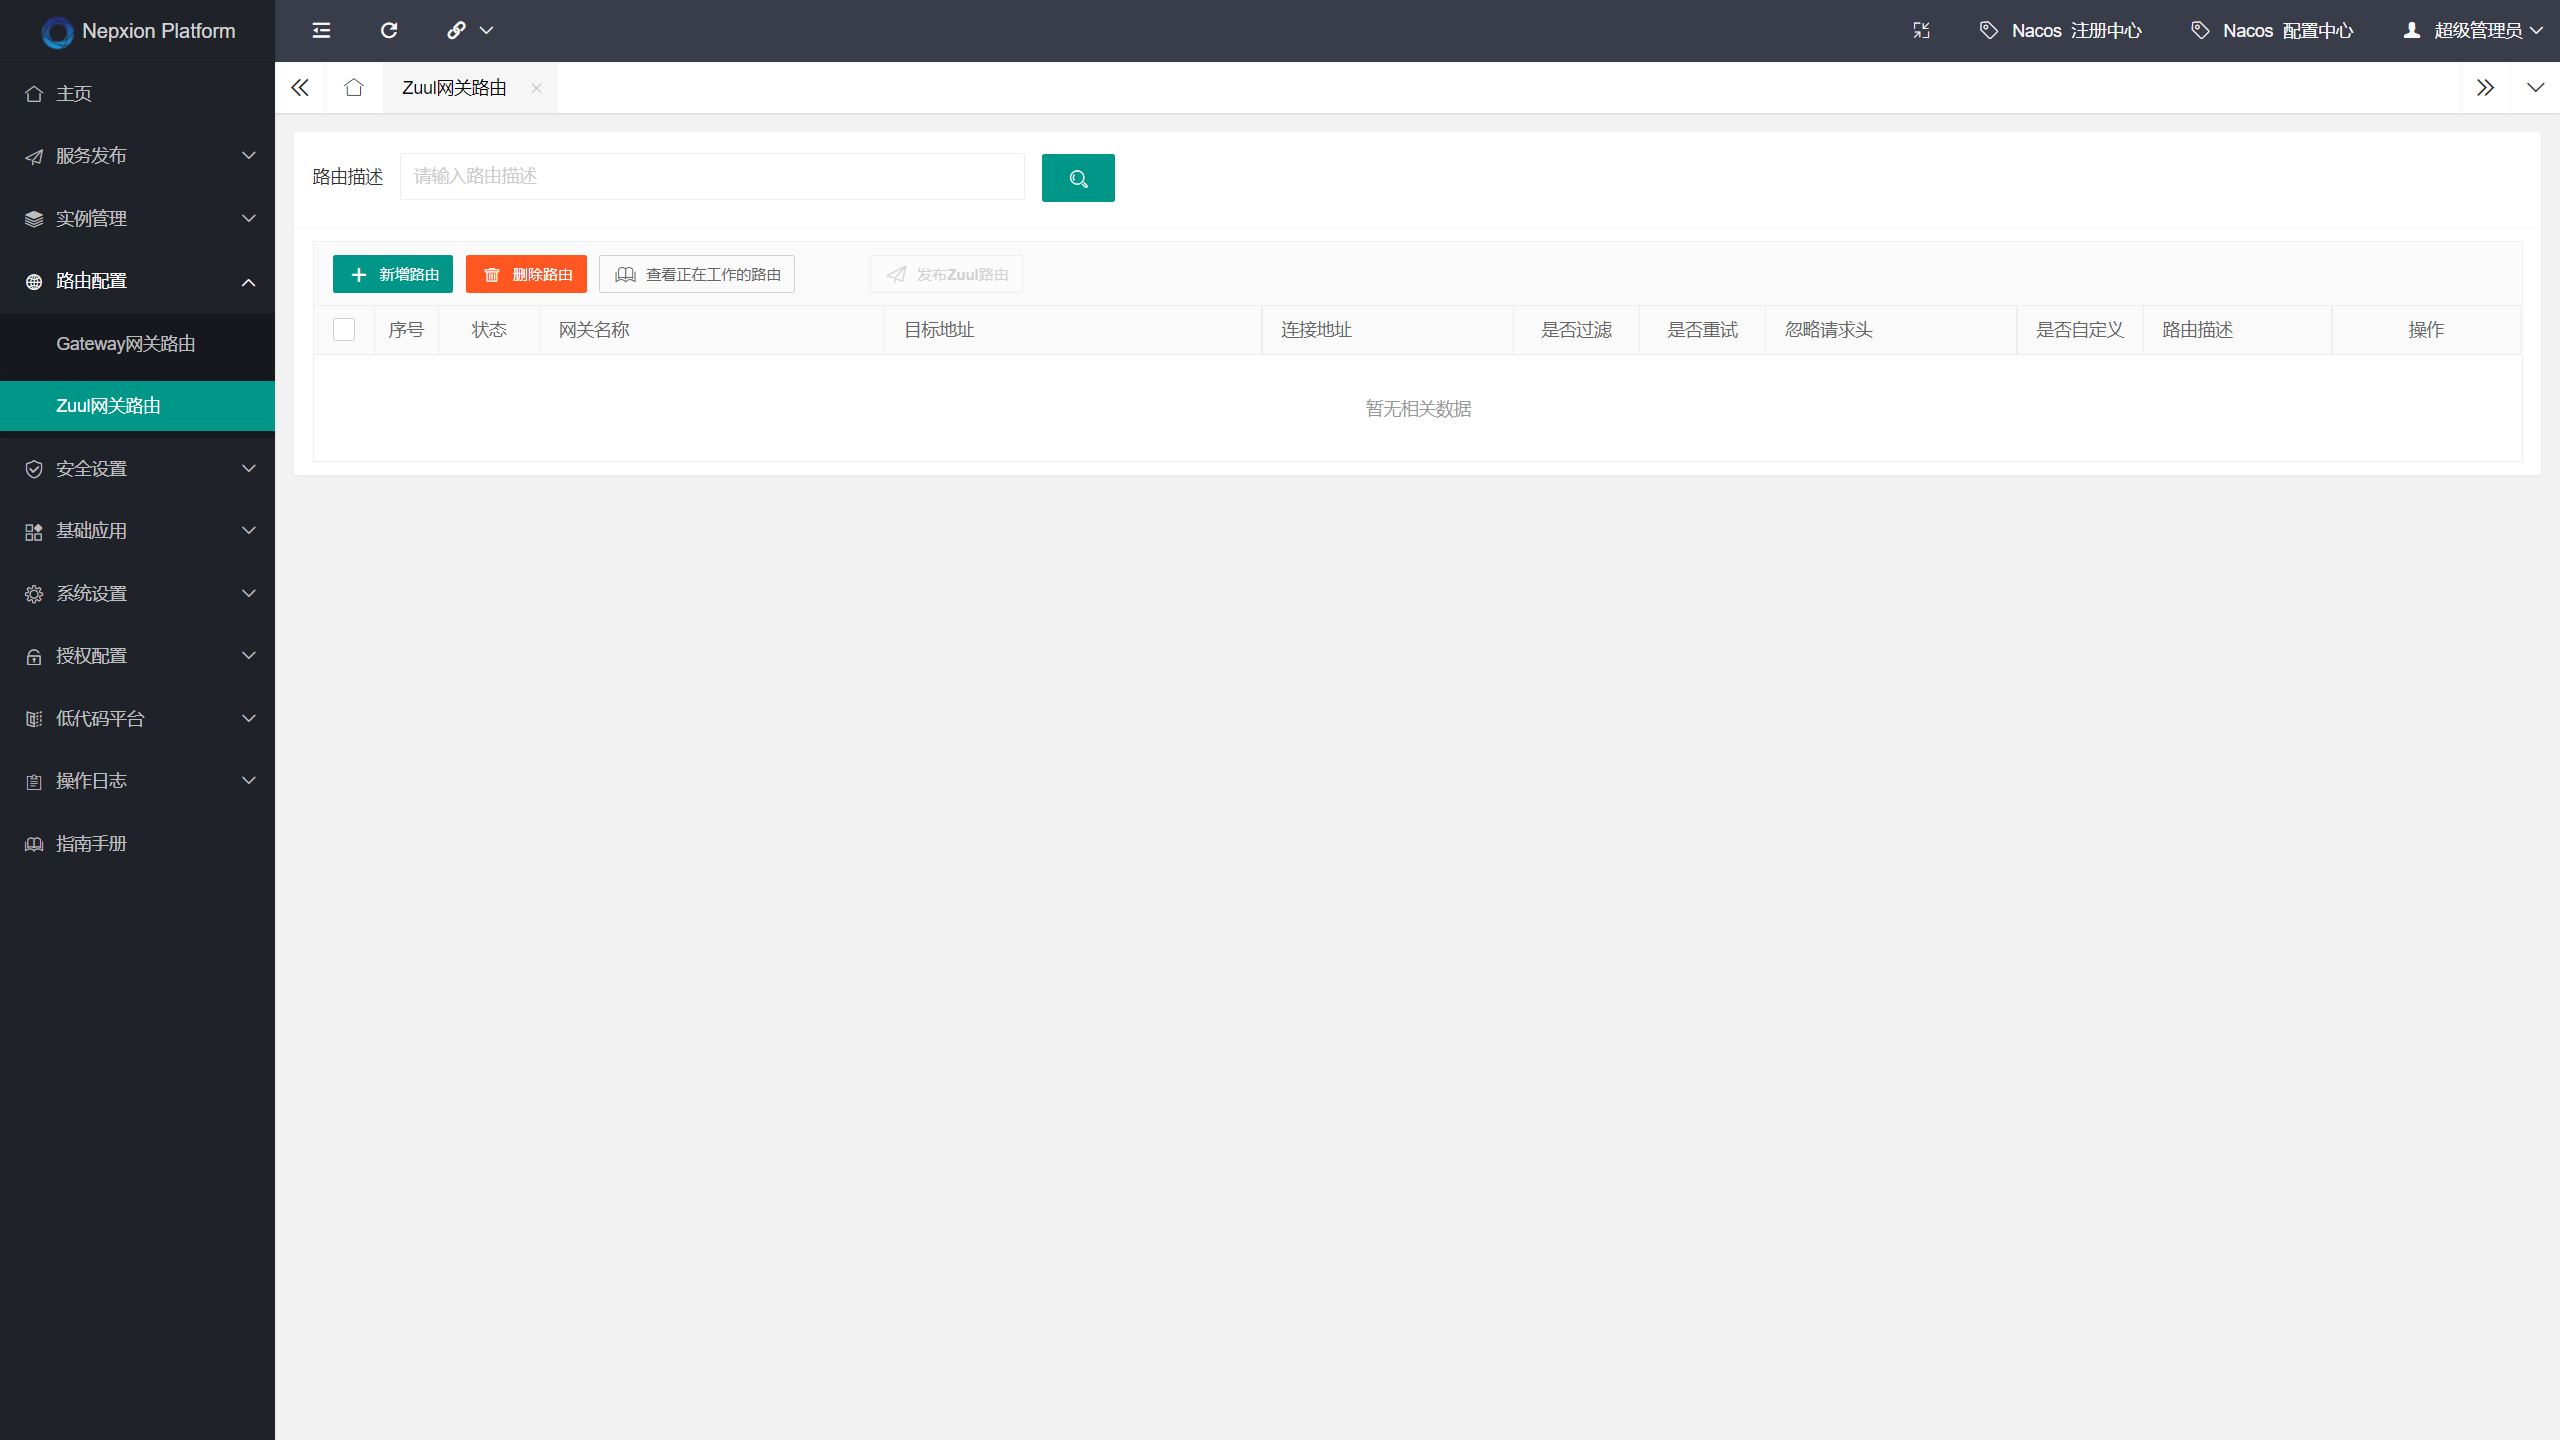 Nepxion Platform
Nacos 注册中心
Nacos 配置中心
超级管理员
主页
服务发布
实例管理
路由配置
Gateway网关路由
Zuul网关路由
安全设置
基础应用
系统设置
授权配置
低代码平台
操作日志
指南手册
Zuul网关路由
路由描述
请输入路由描述
新增路由
删除路由
查看正在工作的路由
发布Zuul路由
序号
状态
网关名称
目标地址
连接地址
是否过滤
是否重试
忽略请求头
是否自定义
路由描述
操作
暂无相关数据